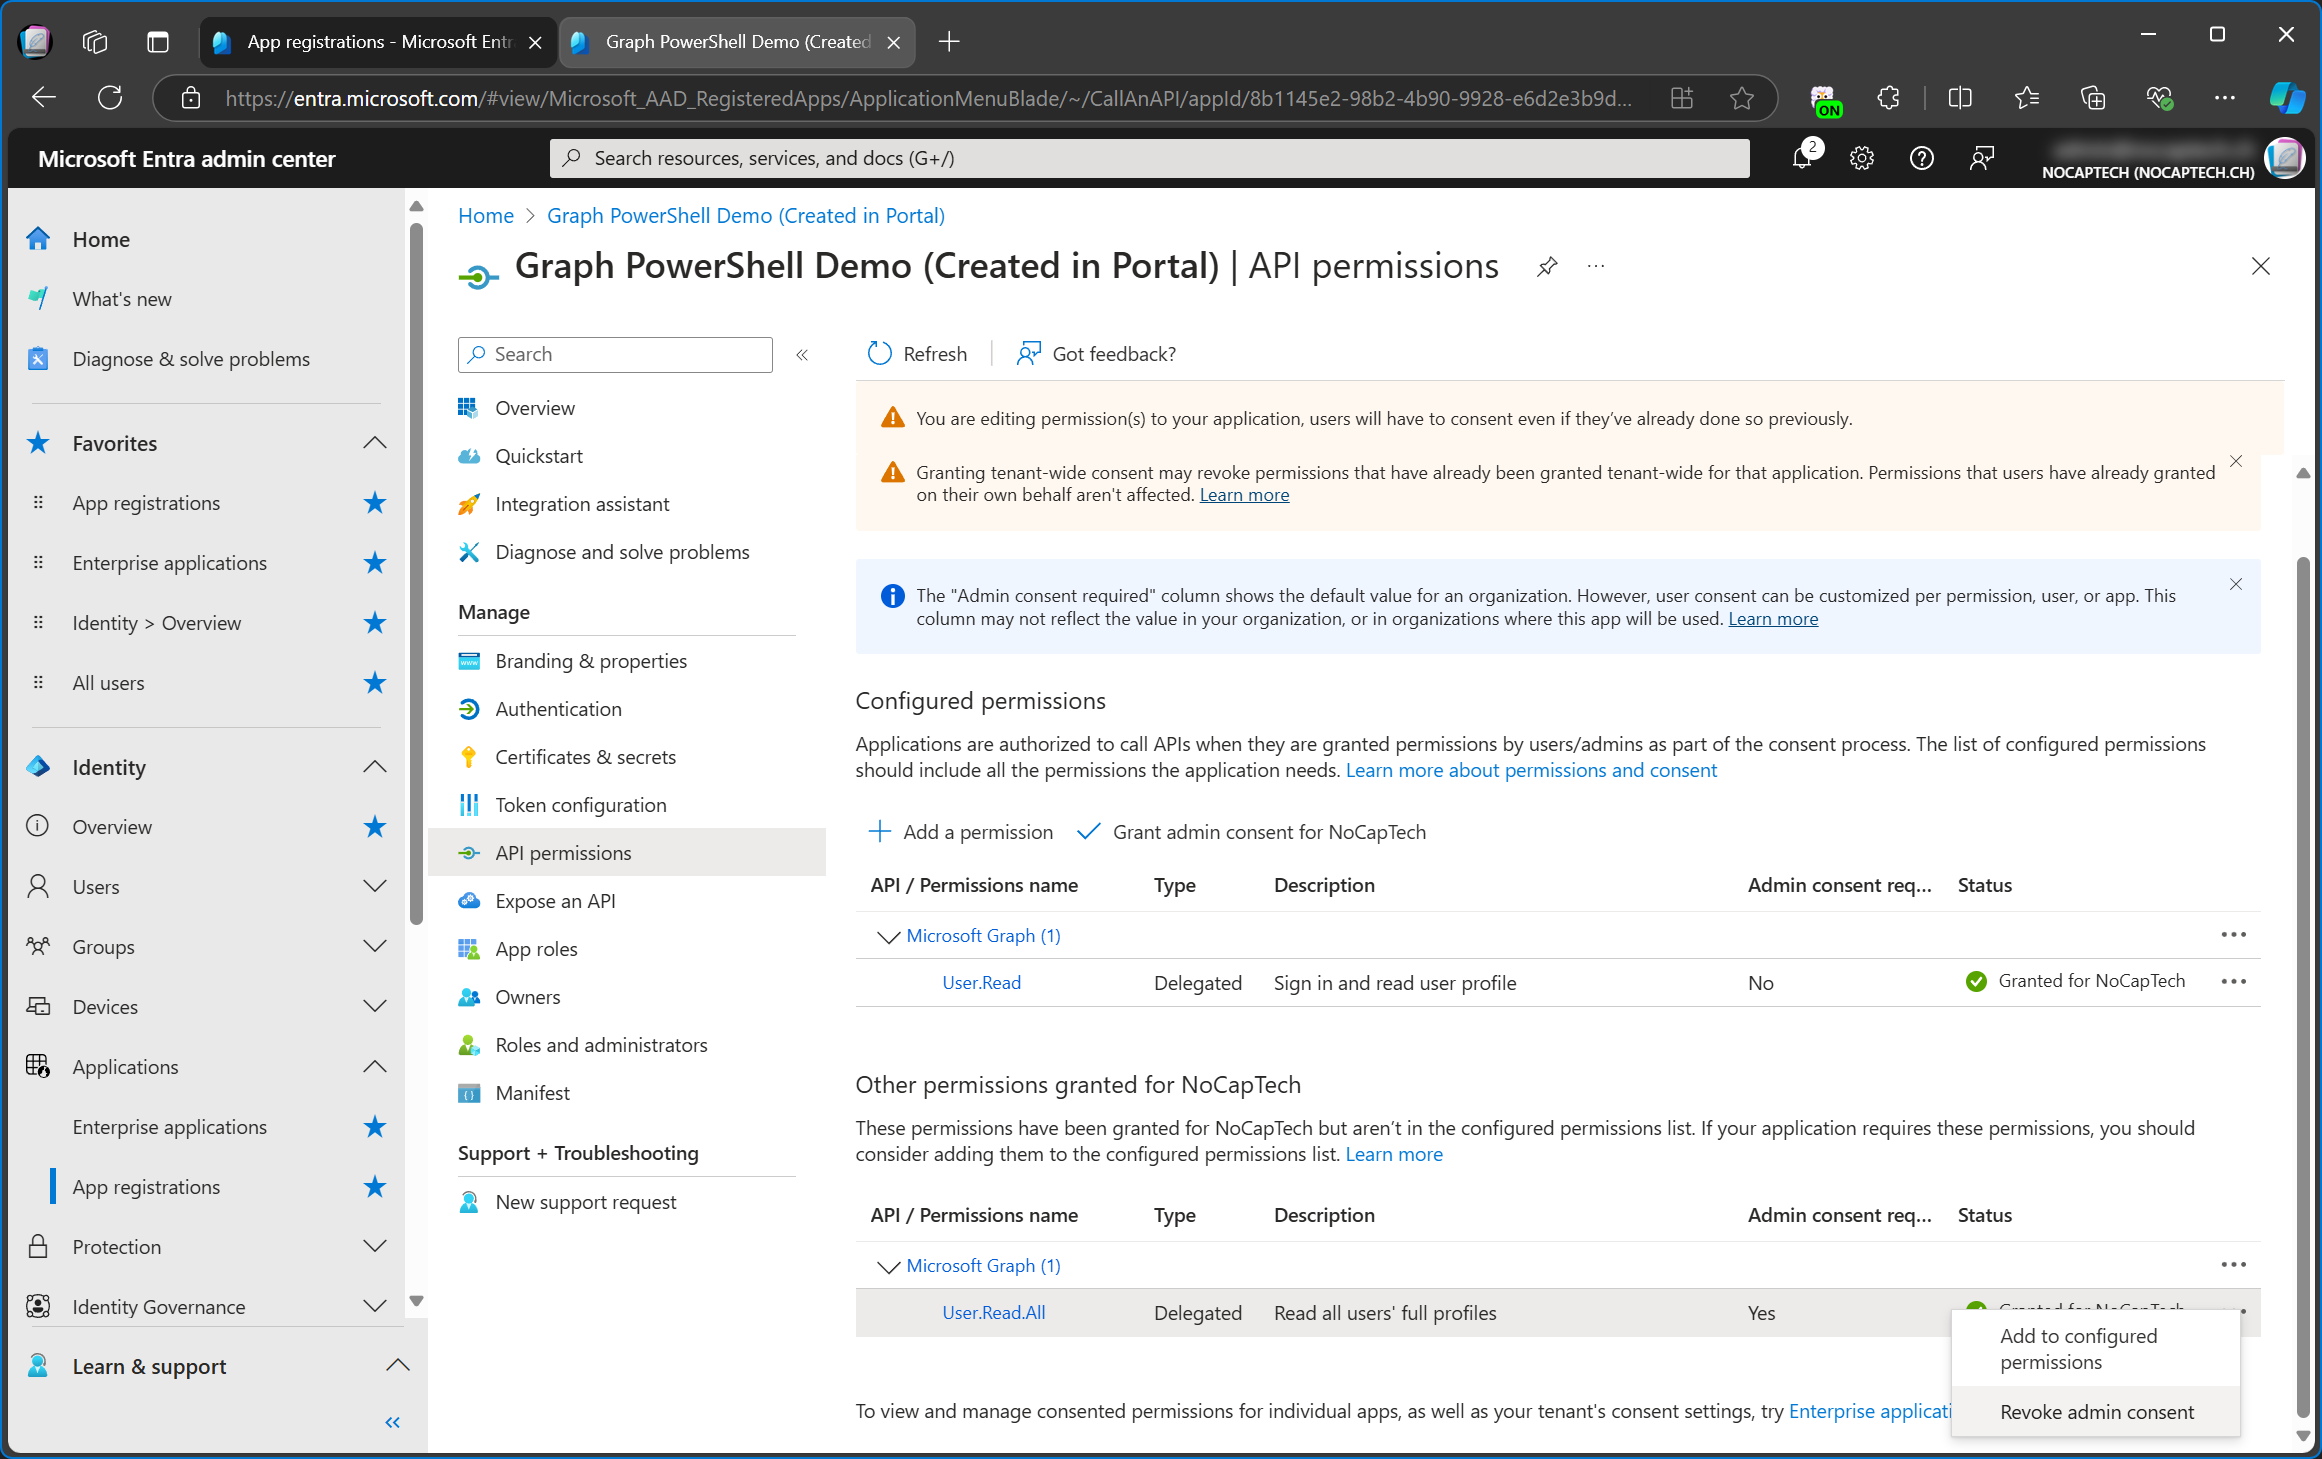 App registrations - Microsoft Entr
Graph PowerShell Demo (Created
https://entra.microsoft.com/#view/Microsoft_AAD_RegisteredApps/ApplicationMenuBlade/~/CallAnAPI/appId/8b1145e2-98b2-4b90-9928-e6d2e3b9d...
ON
Microsoft Entra admin center
Search resources, services, and docs (G+/)
2
NOCAPTECH (NOCAPTECH.CH)
Home
What's new
Diagnose & solve problems
Favorites
App registrations
Enterprise applications
Identity > Overview
All users
Identity
Overview
Users
Groups
Devices
Applications
Enterprise applications
App registrations
Protection
Identity Governance
Learn & support
Home > Graph PowerShell Demo (Created in Portal)
Graph PowerShell Demo (Created in Portal) | API permissions
Search
Overview
Quickstart
Integration assistant
Diagnose and solve problems
Manage
Branding & properties
Authentication
Certificates & secrets
Token configuration
API permissions
Expose an API
App roles
Owners
Roles and administrators
Manifest
Support + Troubleshooting
New support request
Refresh
Got feedback?
You are editing permission(s) to your application, users will have to consent even if they’ve already done so previously.
Granting tenant-wide consent may revoke permissions that have already been granted tenant-wide for that application. Permissions that users have already granted
on their own behalf aren't affected. Learn more
The "Admin consent required" column shows the default value for an organization. However, user consent can be customized per permission, user, or app. This
column may not reflect the value in your organization, or in organizations where this app will be used. Learn more
Configured permissions
Applications are authorized to call APIs when they are granted permissions by users/admins as part of the consent process. The list of configured permissions
should include all the permissions the application needs. Learn more about permissions and consent
Add a permission
Grant admin consent for NoCapTech
API / Permissions name Type Description Admin consent req... Status
Microsoft Graph (1)
User.Read Delegated Sign in and read user profile No Granted for NoCapTech
Other permissions granted for NoCapTech
These permissions have been granted for NoCapTech but aren’t in the configured permissions list. If your application requires these permissions, you should
consider adding them to the configured permissions list. Learn more
API / Permissions name Type Description Admin consent req... Status
Microsoft Graph (1)
User.Read.All Delegated Read all users' full profiles Yes Granted for NoCapTech
Add to configured
permissions
Revoke admin consent
To view and manage consented permissions for individual apps, as well as your tenant's consent settings, try Enterprise applicati